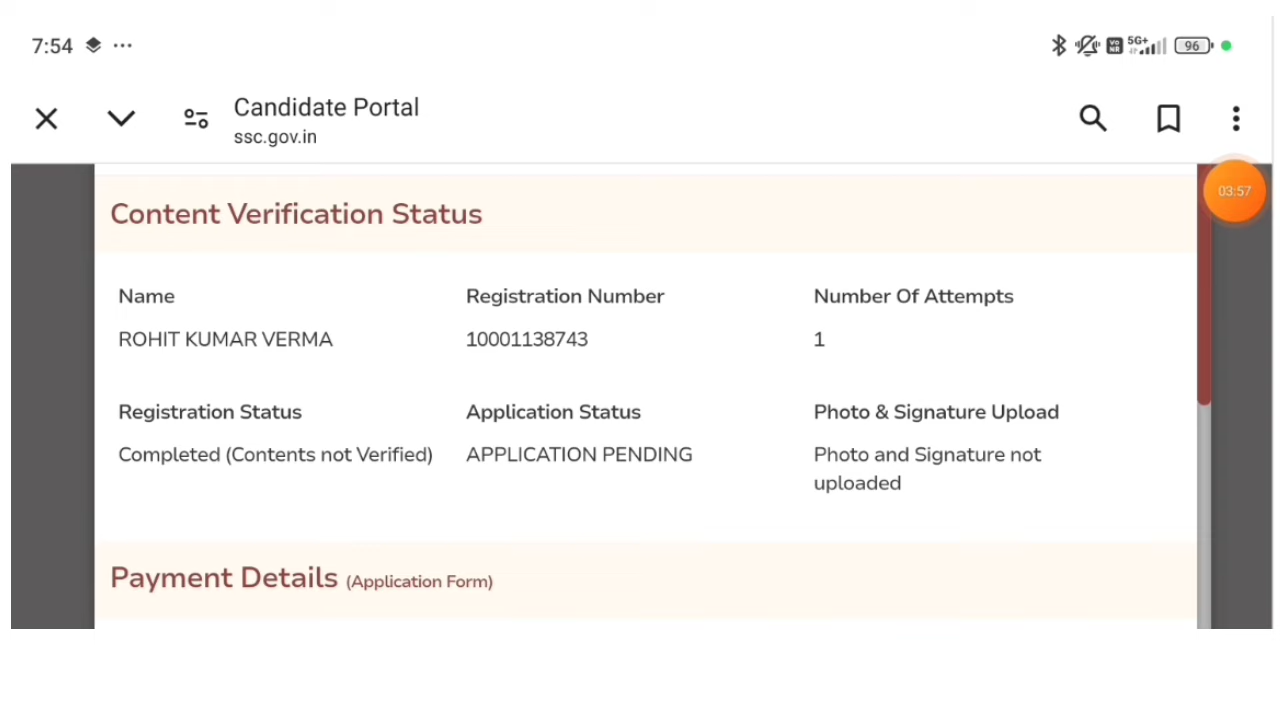 7:54
5G+
96
Candidate Portal
ssc.gov.in
03:57
Content Verification Status
Name Registration Number Number Of Attempts
ROHIT KUMAR VERMA 10001138743 1
Registration Status Application Status Photo & Signature Upload
Completed (Contents not Verified) APPLICATION PENDING Photo and Signature not
uploaded
Payment Details (Application Form)